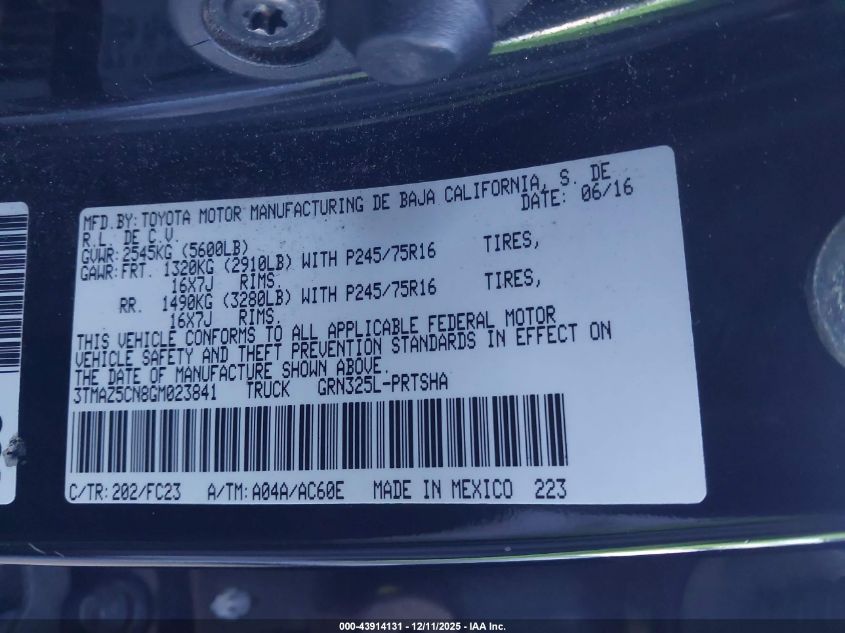 MFD.BY:TOYOTA MOTOR MANUFACTURING DE BAJA CALIFORNIA, S. DE
R.L. DE C.V. DATE: 06/16
GVWR:2545KG (5600LB)
GAWR:FRT. 1320KG (2910LB) WITH P245/75R16 TIRES,
16X7J RIMS.
RR. 1490KG (3280LB) WITH P245/75R16 TIRES,
16X7J RIMS.
THIS VEHICLE CONFORMS TO ALL APPLICABLE FEDERAL MOTOR
VEHICLE SAFETY AND THEFT PREVENTION STANDARDS IN EFFECT ON
THE DATE OF MANUFACTURE SHOWN ABOVE.
3TMAZ5CN8GM023841 TRUCK GRN325L-PRTSHA
C/TR:202/FC23 A/TM:A04A/AC60E MADE IN MEXICO 223
000-43914131 - 12/11/2025 - IAA Inc.